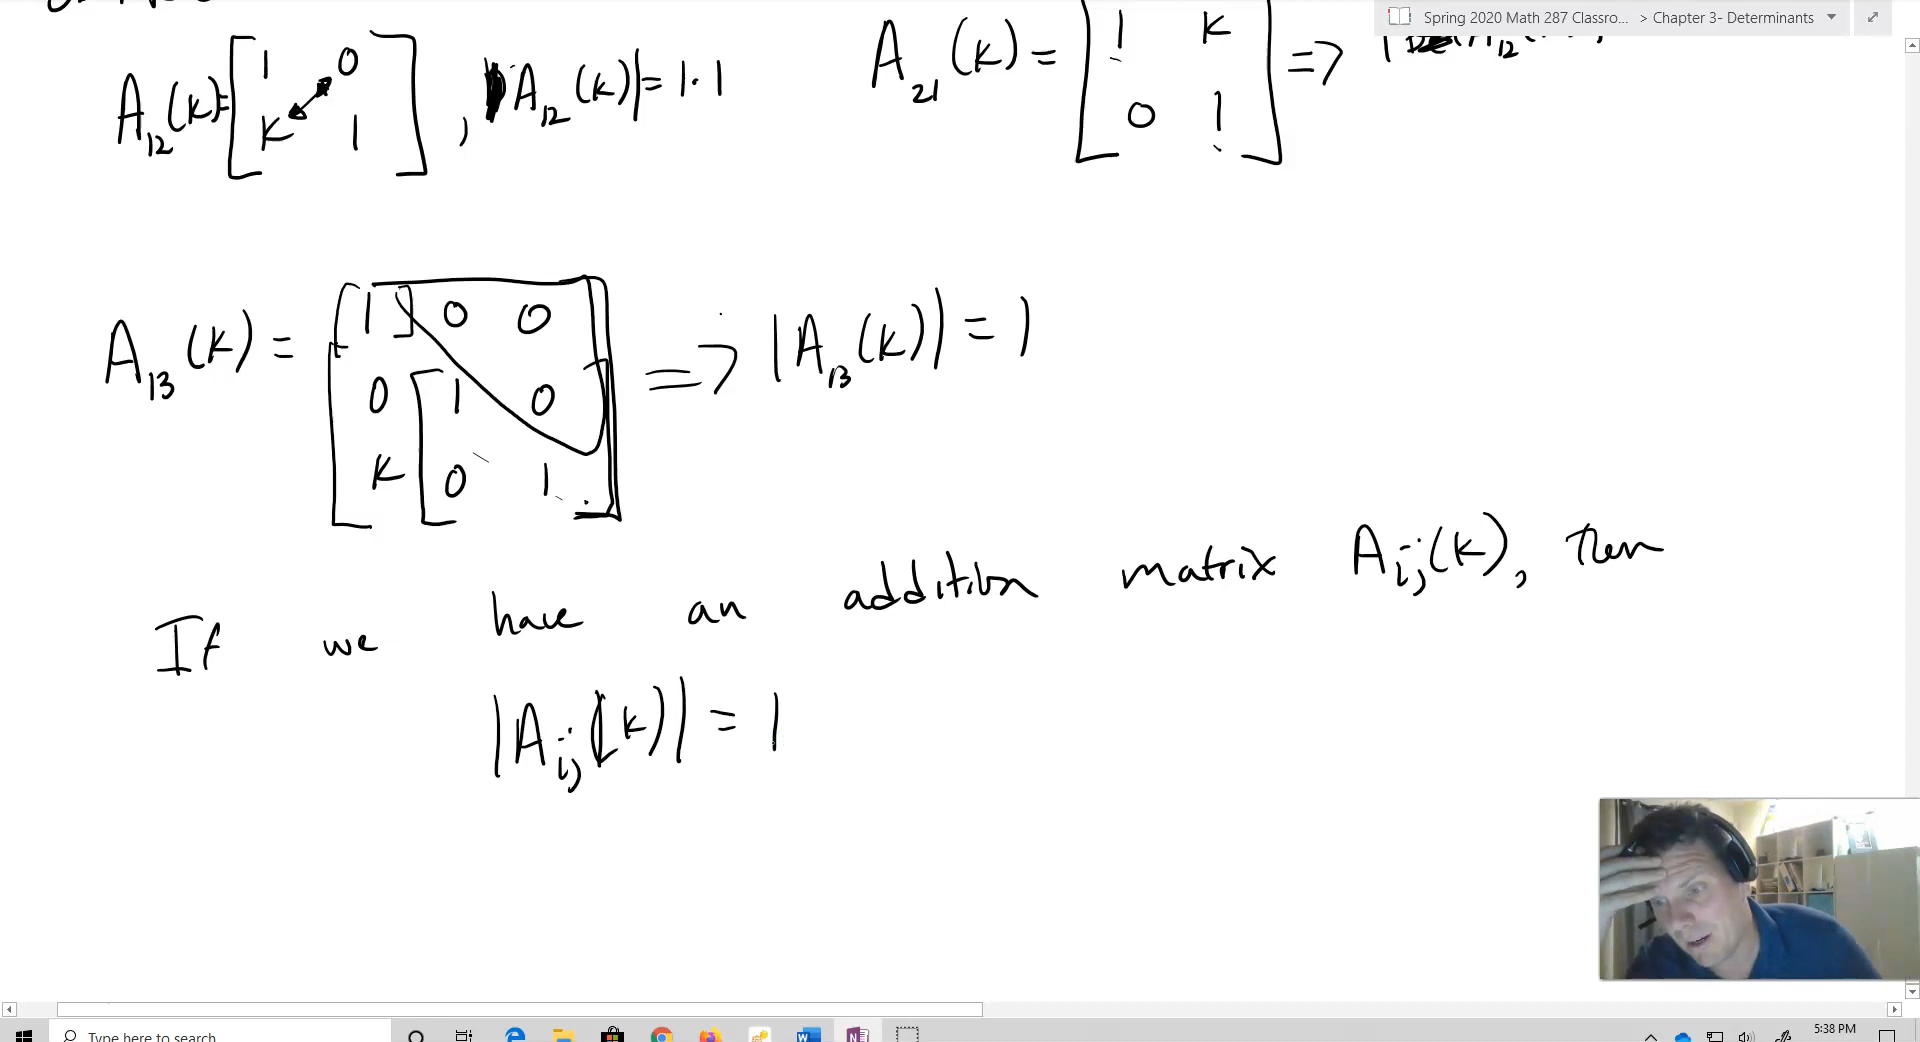 Spring 2020 Math 287 Classro... > Chapter 3- Determinants
A₁₂(k)= [ 1 0
k 1 ] , |A₁₂(k)| = 1·1
A₂₁(k) = [ 1 k
0 1 ] =>
A₁₃(k) = [ 1 0 0
0 1 0
k 0 1 ] => |A₁₃(k)| = 1
If we have an addition matrix Aᵢⱼ(k), then
|Aᵢⱼ(k)| = 1
Type here to search
5:38 PM